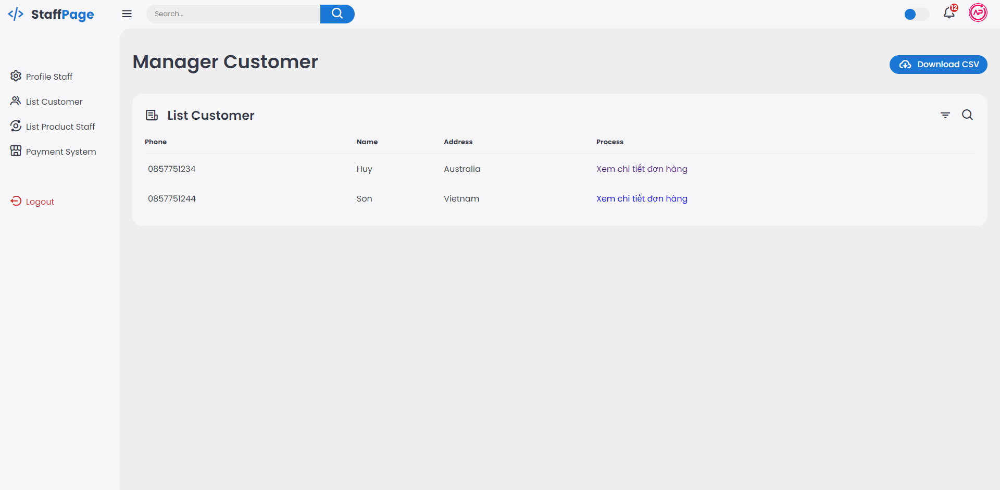 StaffPage
Search...
12
AP
Profile Staff
List Customer
List Product Staff
Payment System
Logout
Manager Customer
Download CSV
List Customer
Phone Name Address Process
0857751234 Huy Australia Xem chi tiết đơn hàng
0857751244 Son Vietnam Xem chi tiết đơn hàng